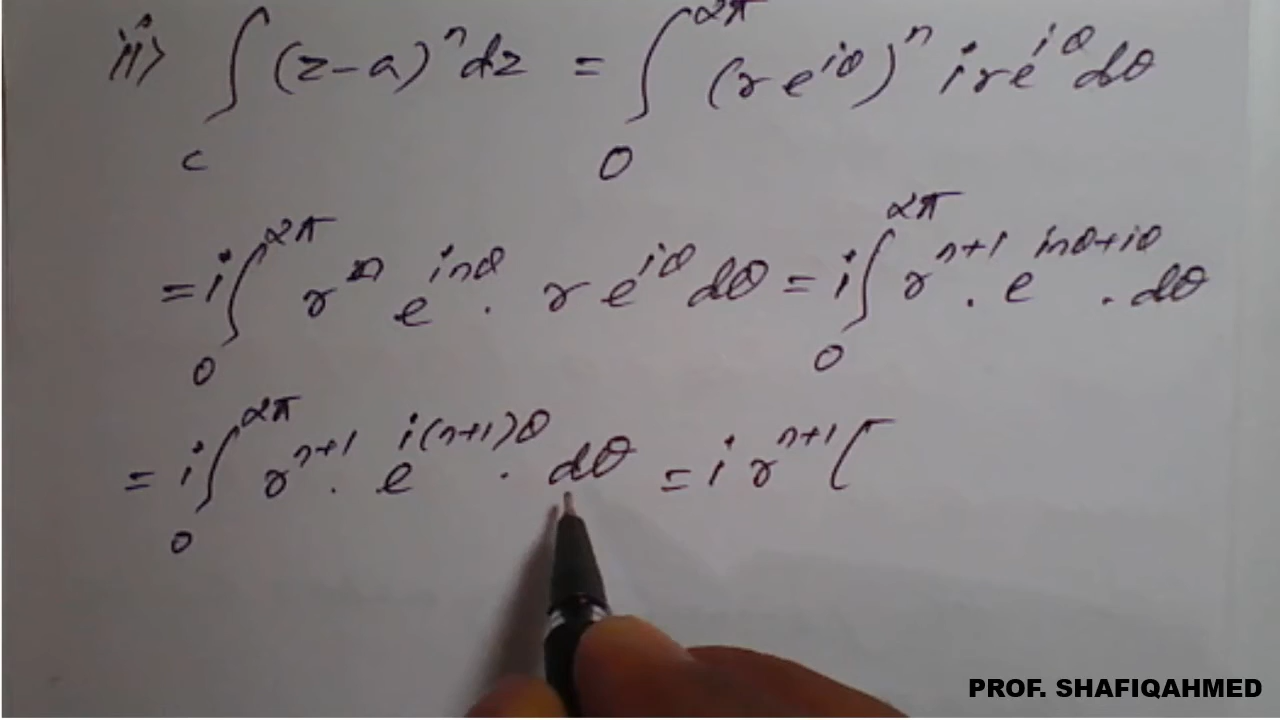 ii> ∫_C (z-a)^n dz = ∫_0^{2π} (re^{iθ})^n ire^{iθ} dθ
= i∫_0^{2π} r^n e^{inθ} . re^{iθ} dθ = i∫_0^{2π} r^{n+1} . e^{inθ+iθ} . dθ
= i∫_0^{2π} r^{n+1} . e^{i(n+1)θ} . dθ = i r^{n+1} [
PROF. SHAFIQAHMED